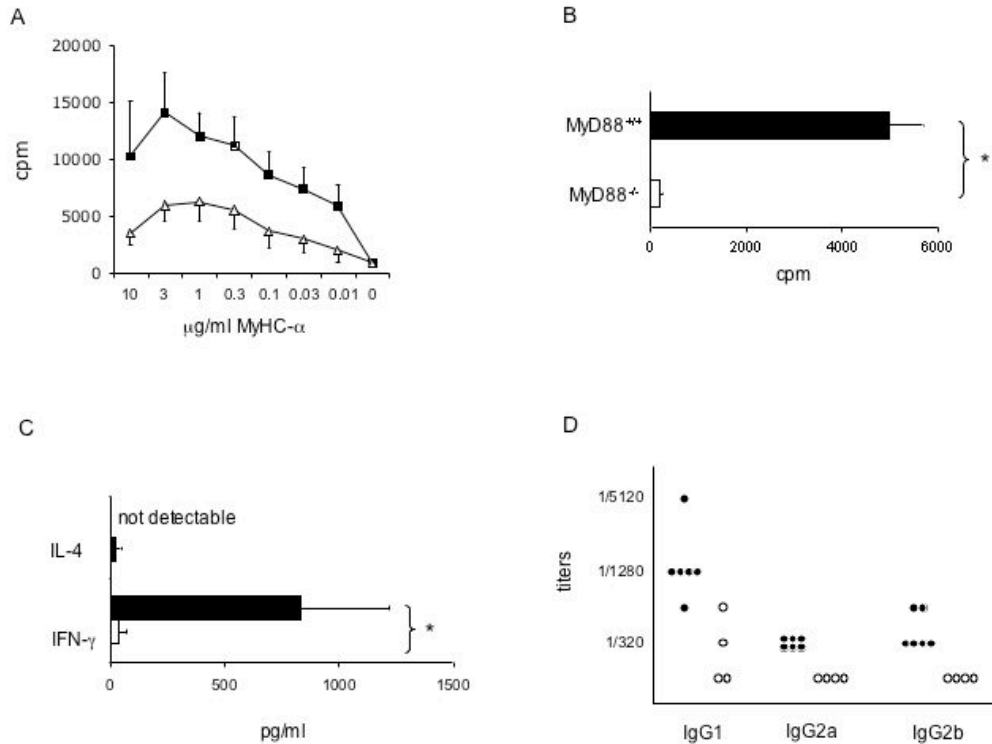 A
20000
15000
10000
5000
0
cpm
10 3 1 0.3 0.1 0.03 0.01 0
μg/ml MyHC-α
B
MyD88+/+
MyD88-/-
*
0 2000 4000 6000
cpm
C
not detectable
IL-4
IFN-γ
*
0 500 1000 1500
pg/ml
D
1/5120
1/1280
1/320
titers
IgG1 IgG2a IgG2b